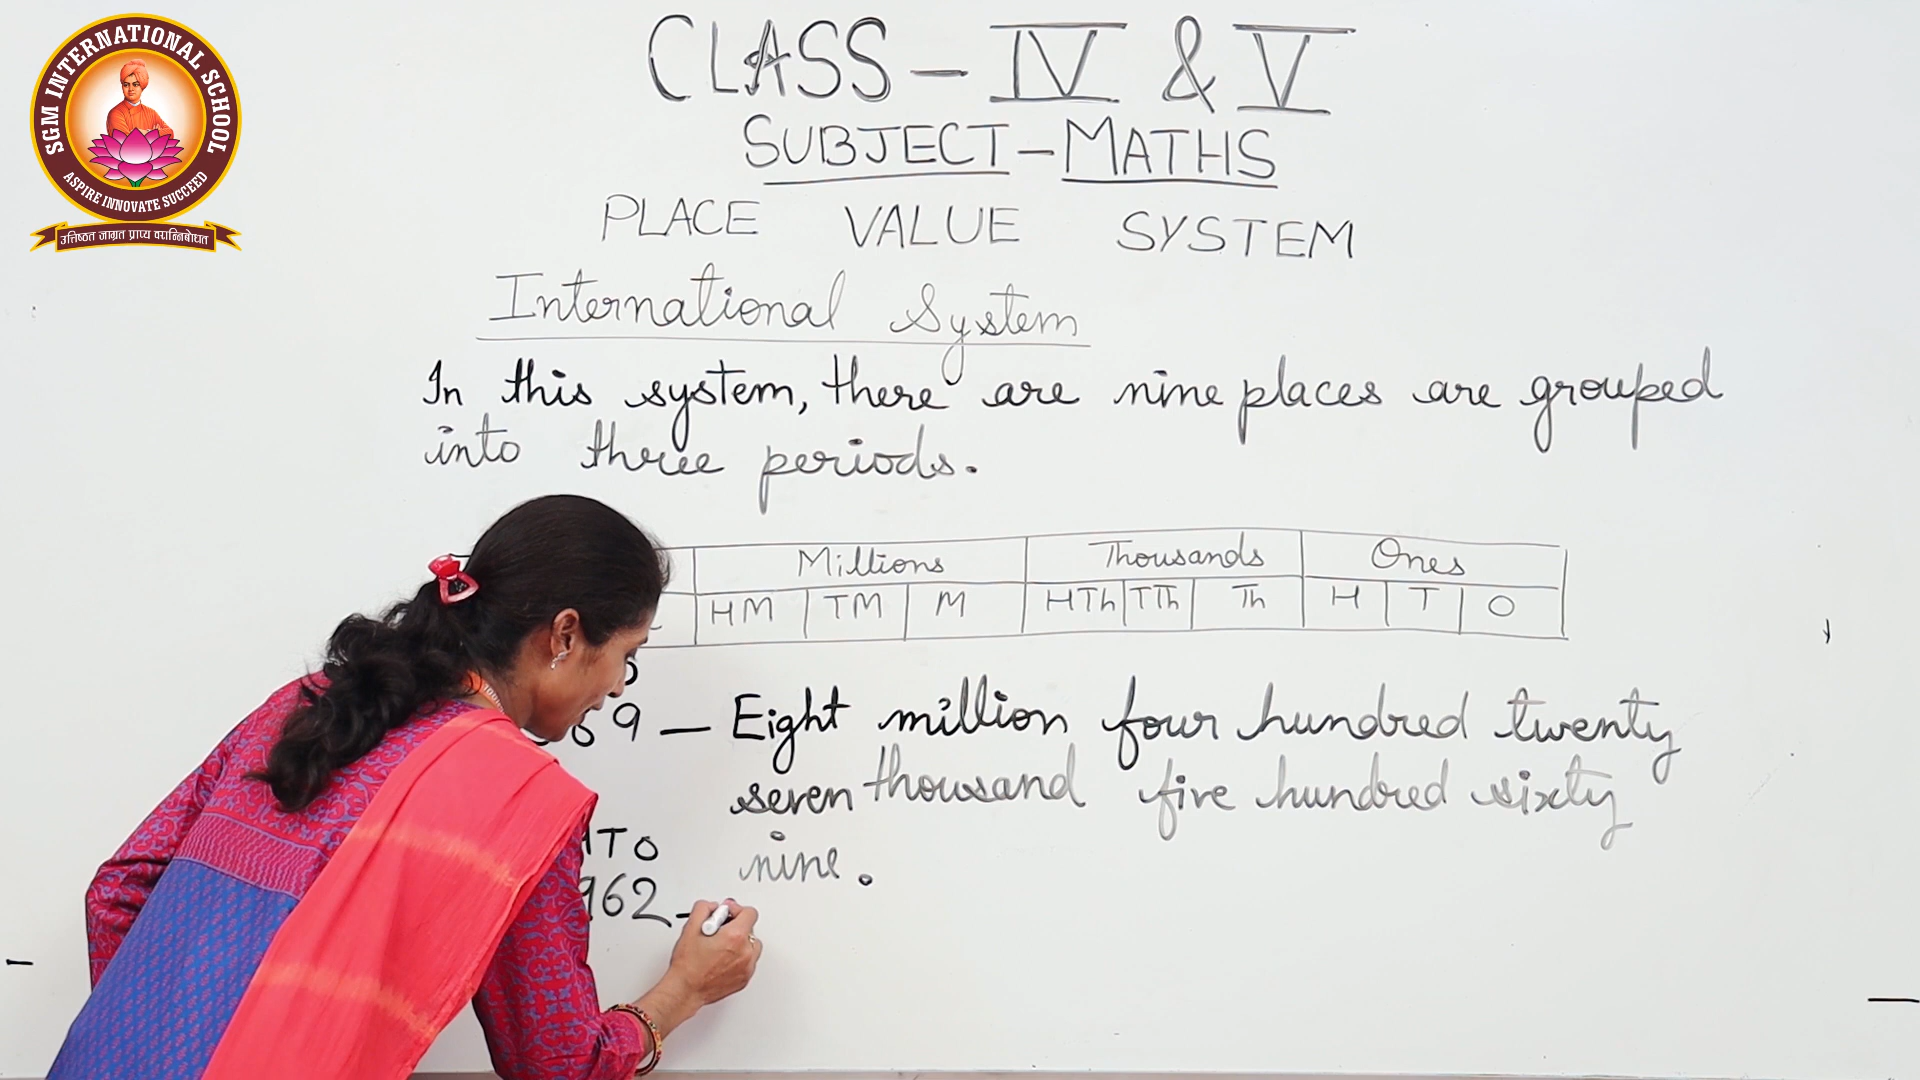 SGM INTERNATIONAL SCHOOL
ASPIRE INNOVATE SUCCEED
उत्तिष्ठत जाग्रत प्राप्य वरान्निबोधत
CLASS – IV & V
SUBJECT – MATHS
PLACE VALUE SYSTEM
International System
In this system, there are nine places are grouped
into three periods.
Millions Thousands Ones
HM TM M HTh TTh Th H T O
69 — Eight million four hundred twenty
seven thousand five hundred sixty
TO
nine.
962 -